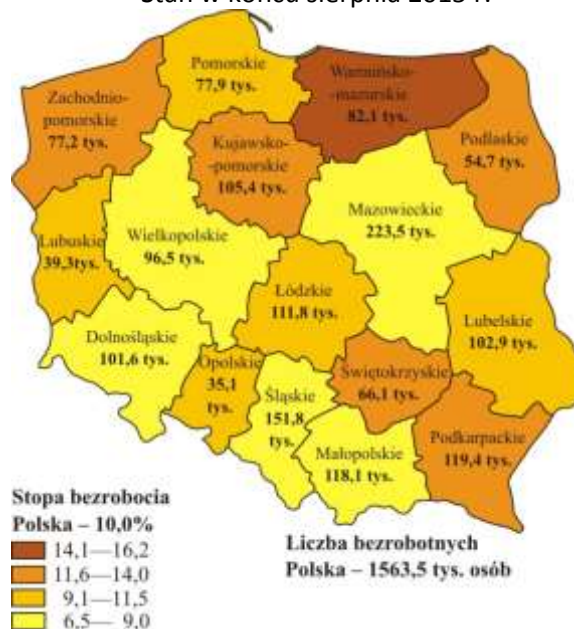 Stan w końcu sierpnia 2015 r.
Pomorskie
77,9 tys.
Warmińsko-
-mazurskie
82,1 tys.
Zachodnio-
pomorskie
77,2 tys.
Podlaskie
54,7 tys.
Kujawsko-
-pomorskie
105,4 tys.
Mazowieckie
223,5 tys.
Wielkopolskie
96,5 tys.
Lubuskie
39,3tys.
Łódzkie
111,8 tys.
Lubelskie
102,9 tys.
Dolnośląskie
101,6 tys.
Opolskie
35,1
tys.
Świętokrzyskie
66,1 tys.
Śląskie
151,8
tys.
Małopolskie
118,1 tys.
Podkarpackie
119,4 tys.
Stopa bezrobocia
Polska – 10,0%
14,1—16,2
11,6—14,0
9,1—11,5
6,5— 9,0
Liczba bezrobotnych
Polska – 1563,5 tys. osób